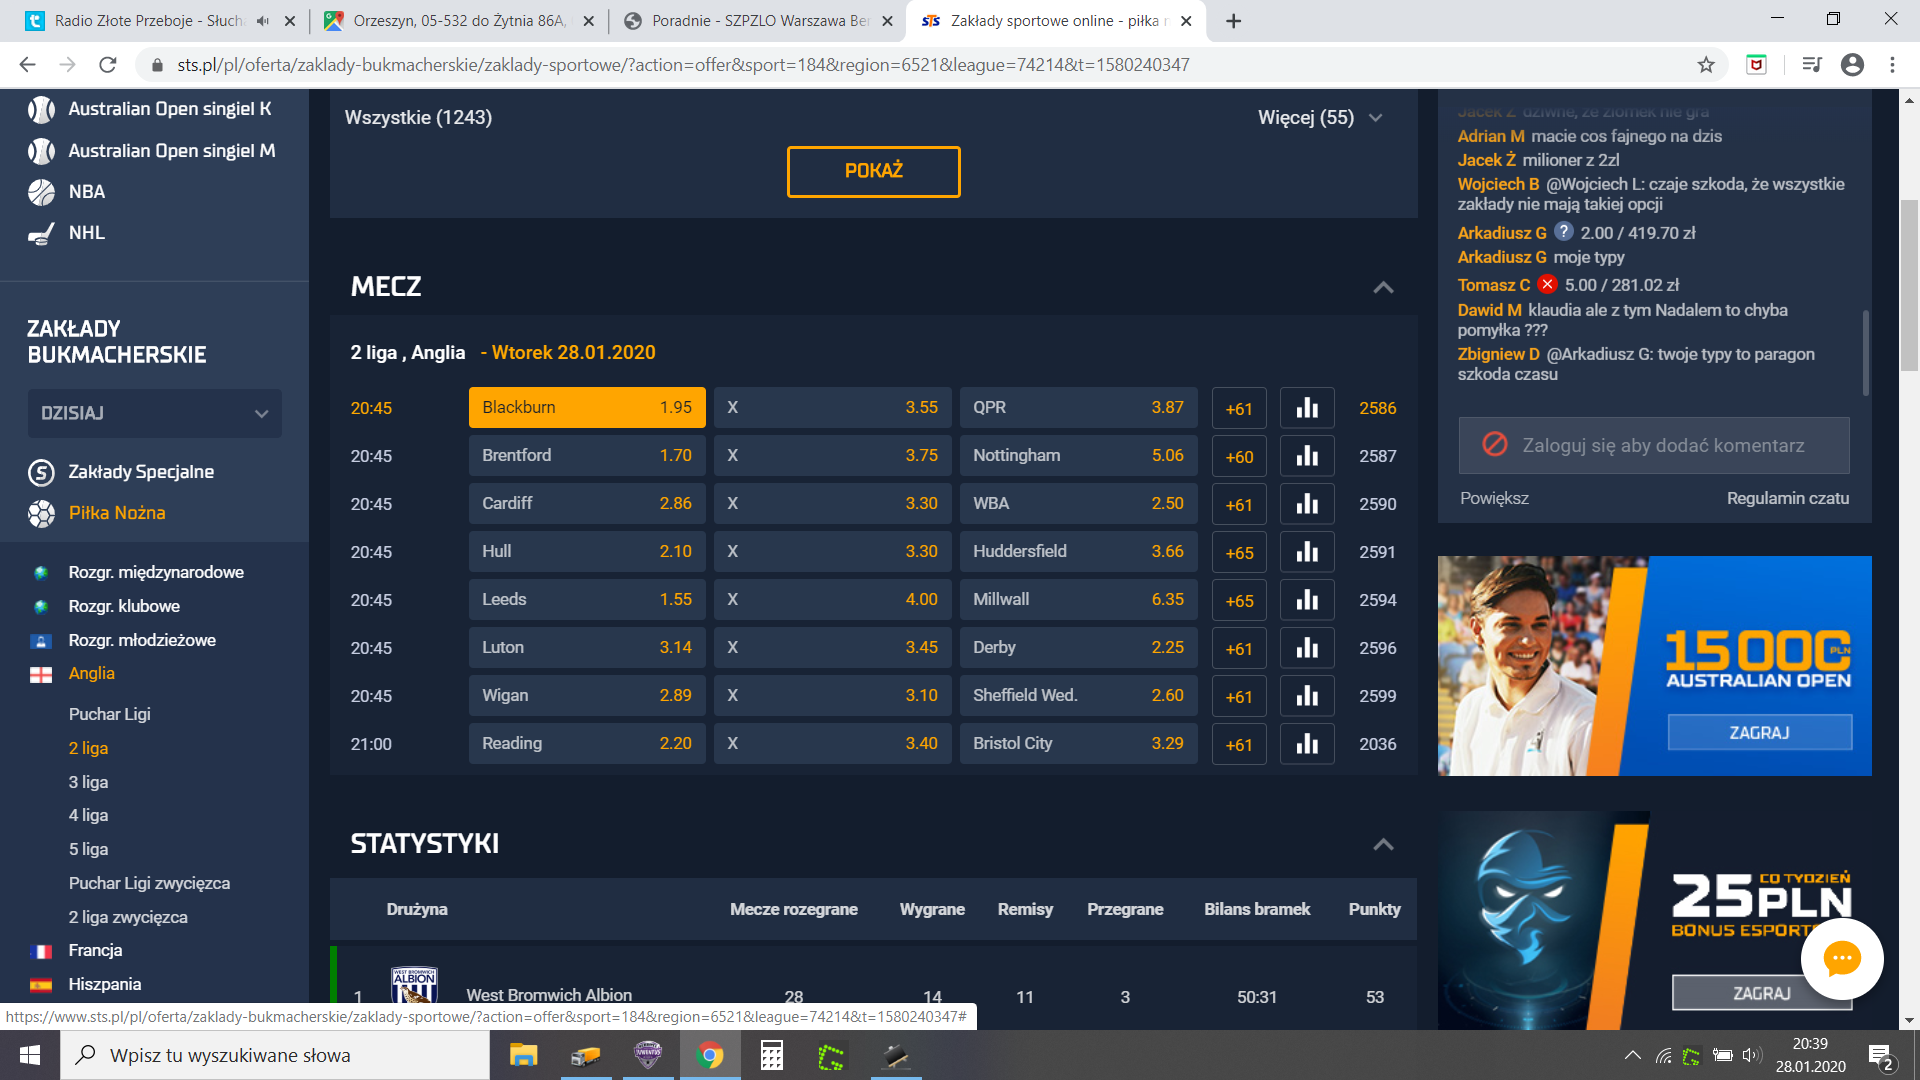 Radio Złote Przeboje - Słuch
Orzeszyn, 05-532 do Żytnia 86A,
Poradnie - SZPZLO Warszawa Be
STS Zakłady sportowe online - piłka
sts.pl/pl/oferta/zaklady-bukmacherskie/zaklady-sportowe/?action=offer&sport=184&region=6521&league=74214&t=1580240347
Australian Open singiel K
Australian Open singiel M
NBA
NHL
ZAKŁADY
BUKMACHERSKIE
DZISIAJ
Zakłady Specjalne
Piłka Nożna
Rozgr. międzynarodowe
Rozgr. klubowe
Rozgr. młodzieżowe
Anglia
Puchar Ligi
2 liga
3 liga
4 liga
5 liga
Puchar Ligi zwycięzca
2 liga zwycięzca
Francja
Hiszpania
Wszystkie (1243) Więcej (55)
POKAŻ
MECZ
2 liga , Anglia - Wtorek 28.01.2020
20:45 Blackburn 1.95 X 3.55 QPR 3.87 +61 2586
20:45 Brentford 1.70 X 3.75 Nottingham 5.06 +60 2587
20:45 Cardiff 2.86 X 3.30 WBA 2.50 +61 2590
20:45 Hull 2.10 X 3.30 Huddersfield 3.66 +65 2591
20:45 Leeds 1.55 X 4.00 Millwall 6.35 +65 2594
20:45 Luton 3.14 X 3.45 Derby 2.25 +61 2596
20:45 Wigan 2.89 X 3.10 Sheffield Wed. 2.60 +61 2599
21:00 Reading 2.20 X 3.40 Bristol City 3.29 +61 2036
STATYSTYKI
Drużyna Mecze rozegrane Wygrane Remisy Przegrane Bilans bramek Punkty
1 ALBION West Bromwich Albion 28 14 11 3 50:31 53
Jacek Ż dziwne, że ziomek nie gra
Adrian M macie cos fajnego na dzis
Jacek Ż milioner z 2zl
Wojciech B @Wojciech L: czaje szkoda, że wszystkie
zakłady nie mają takiej opcji
Arkadiusz G ? 2.00 / 419.70 zł
Arkadiusz G moje typy
Tomasz C 5.00 / 281.02 zł
Dawid M klaudia ale z tym Nadalem to chyba
pomyłka ???
Zbigniew D @Arkadiusz G: twoje typy to paragon
szkoda czasu
Zaloguj się aby dodać komentarz
Powiększ Regulamin czatu
15 000 PLN
AUSTRALIAN OPEN
ZAGRAJ
CO TYDZIEŃ
25PLN
BONUS ESPORT
ZAGRAJ
https://www.sts.pl/pl/oferta/zaklady-bukmacherskie/zaklady-sportowe/?action=offer&sport=184&region=6521&league=74214&t=1580240347#
Wpisz tu wyszukiwane słowa
20:39
28.01.2020
2